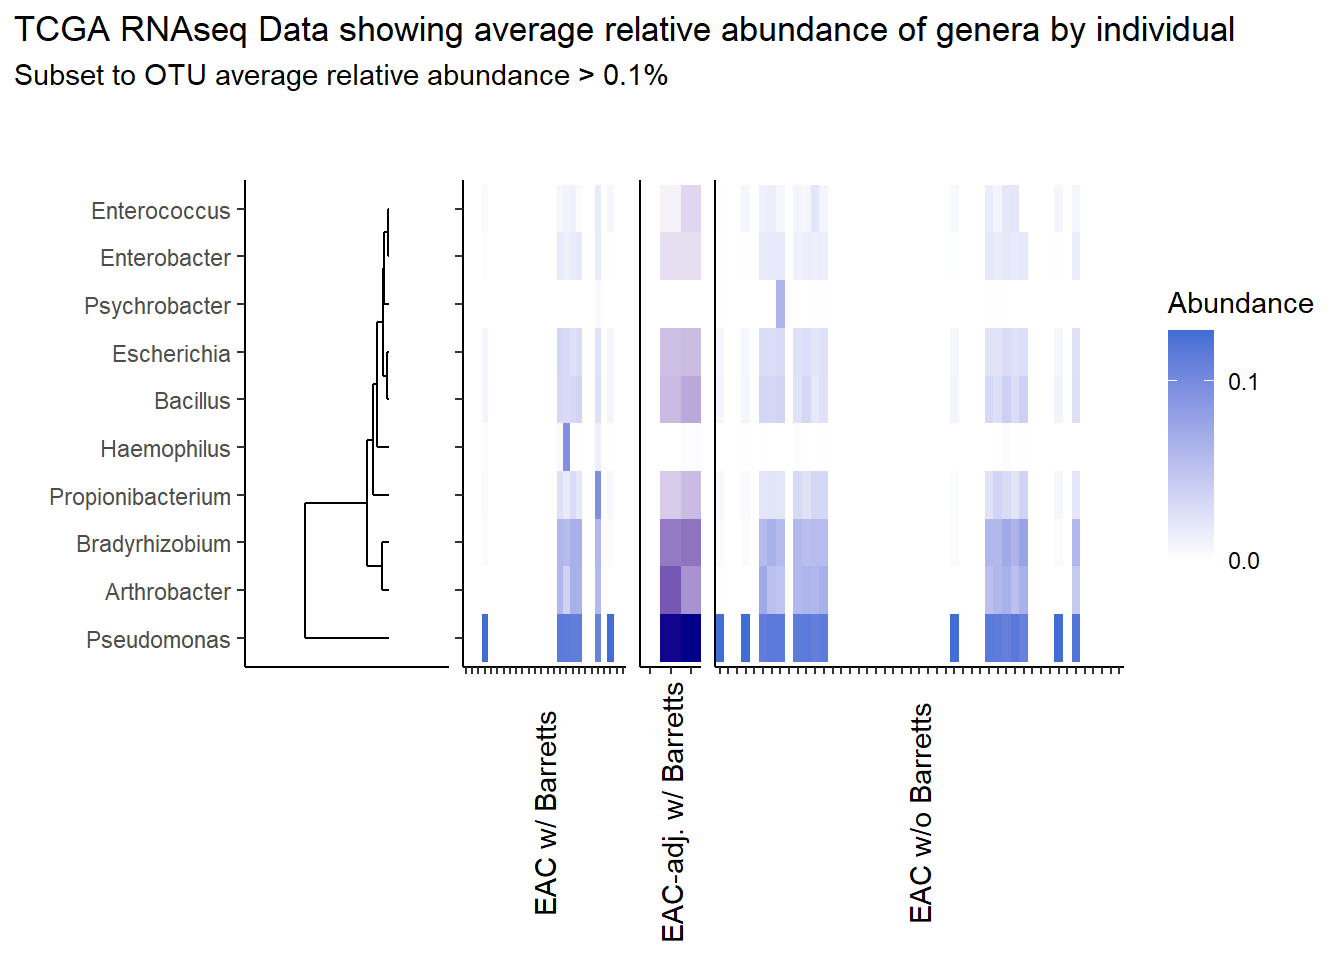 TCGA RNAseq Data showing average relative abundance of genera by individual
Subset to OTU average relative abundance > 0.1%
Enterococcus
Enterobacter
Psychrobacter
Escherichia
Bacillus
Haemophilus
Propionibacterium
Bradyrhizobium
Arthrobacter
Pseudomonas
EAC w/ Barretts
EAC-adj. w/ Barretts
EAC w/o Barretts
Abundance
0.1
0.0